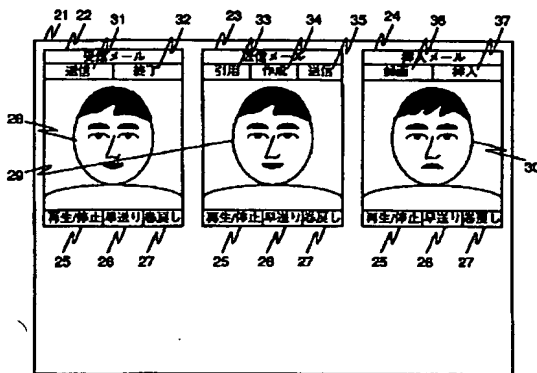 31 32 23 33 34 35 24 36 37
21 22
受信メール 送信メール 挿入メール
返信 終了 引用 作成 送信 録画 挿入
28
29
30
再生/停止 早送り 巻戻し 再生/停止 早送り 巻戻し 再生/停止 早送り 巻戻し
25 26 27 25 26 27 25 26 27